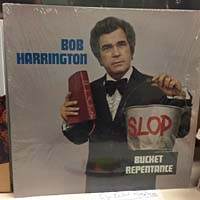 BOB
HARRINGTON
SLOP
BUCKET
REPENTANCE